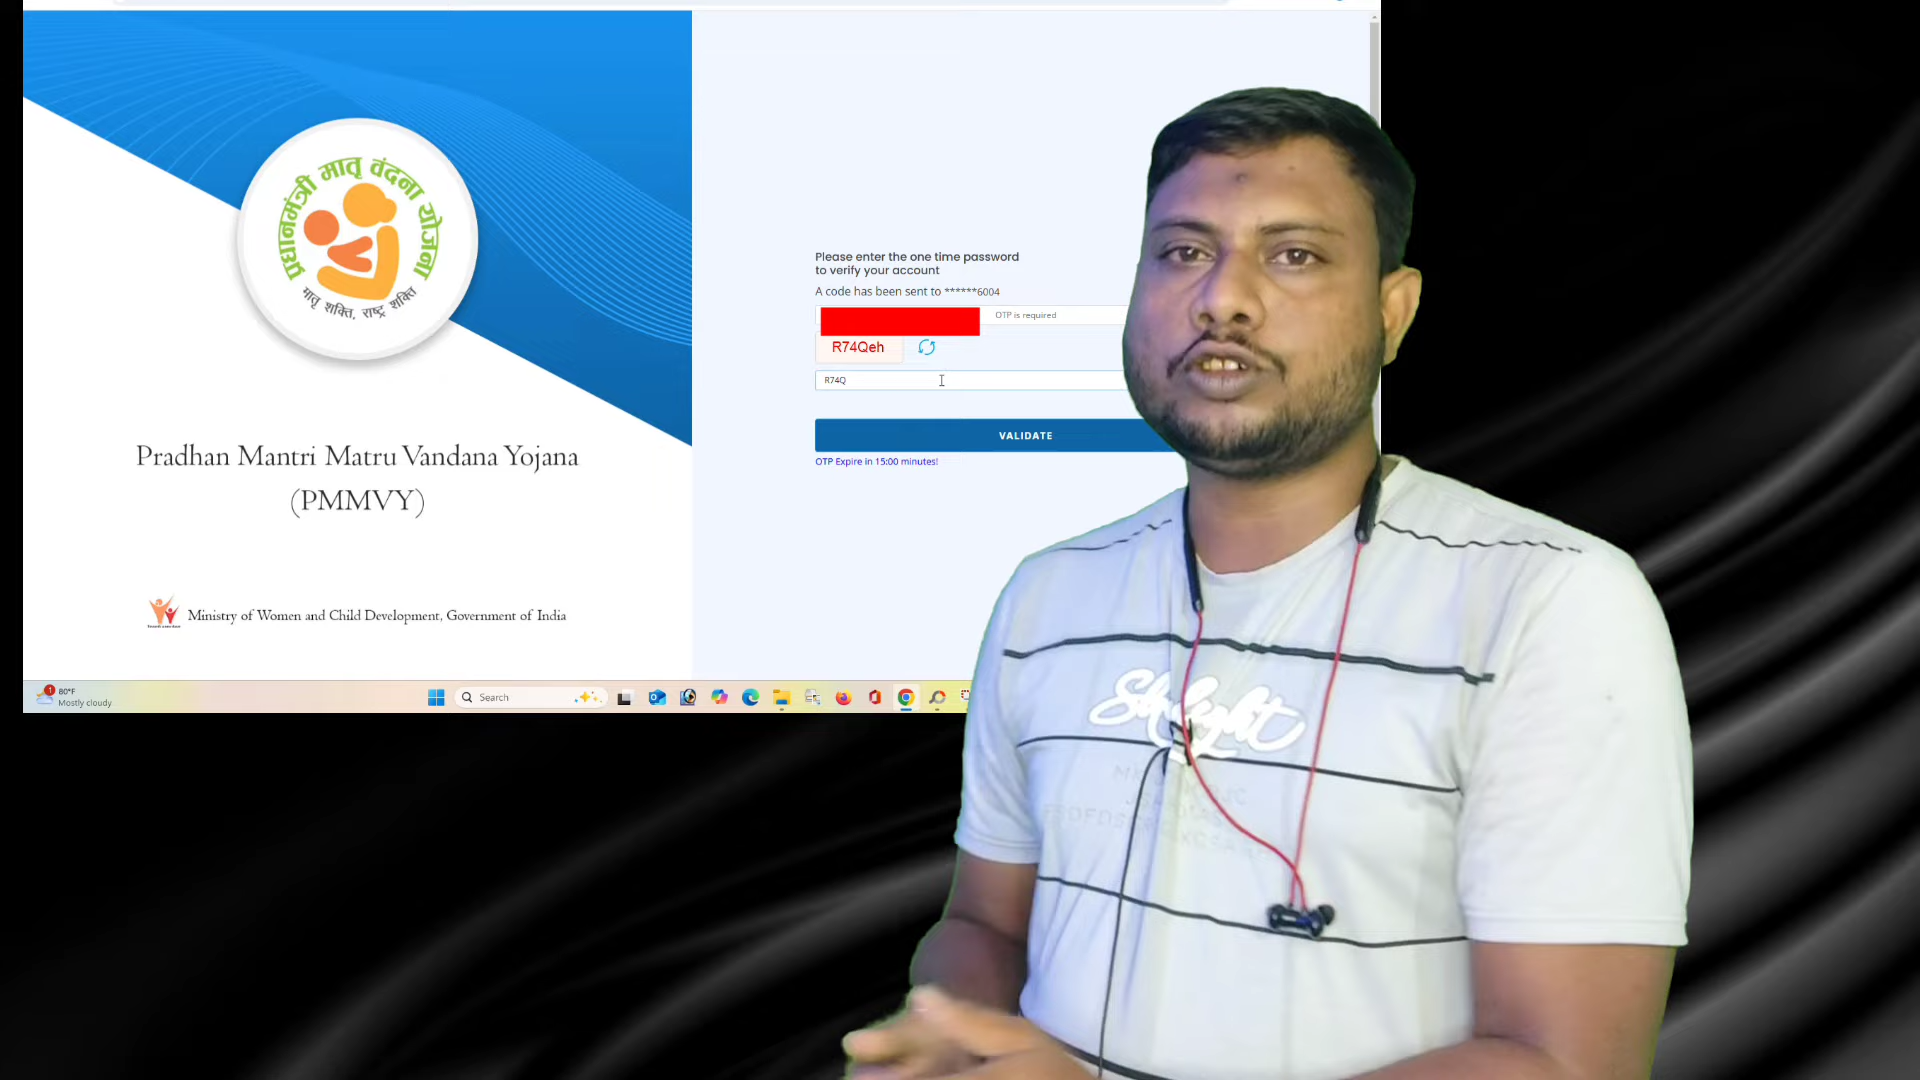 प्रधानमंत्री मातृ वंदना योजना
मातृ शक्ति, राष्ट्र शक्ति
Pradhan Mantri Matru Vandana Yojana
(PMMVY)
Ministry of Women and Child Development, Government of India
Please enter the one time password
to verify your account
A code has been sent to ******6004
OTP is required
R74Qeh
R74Q
VALIDATE
OTP Expire in 15:00 minutes!
1
80°F
Mostly cloudy
Search